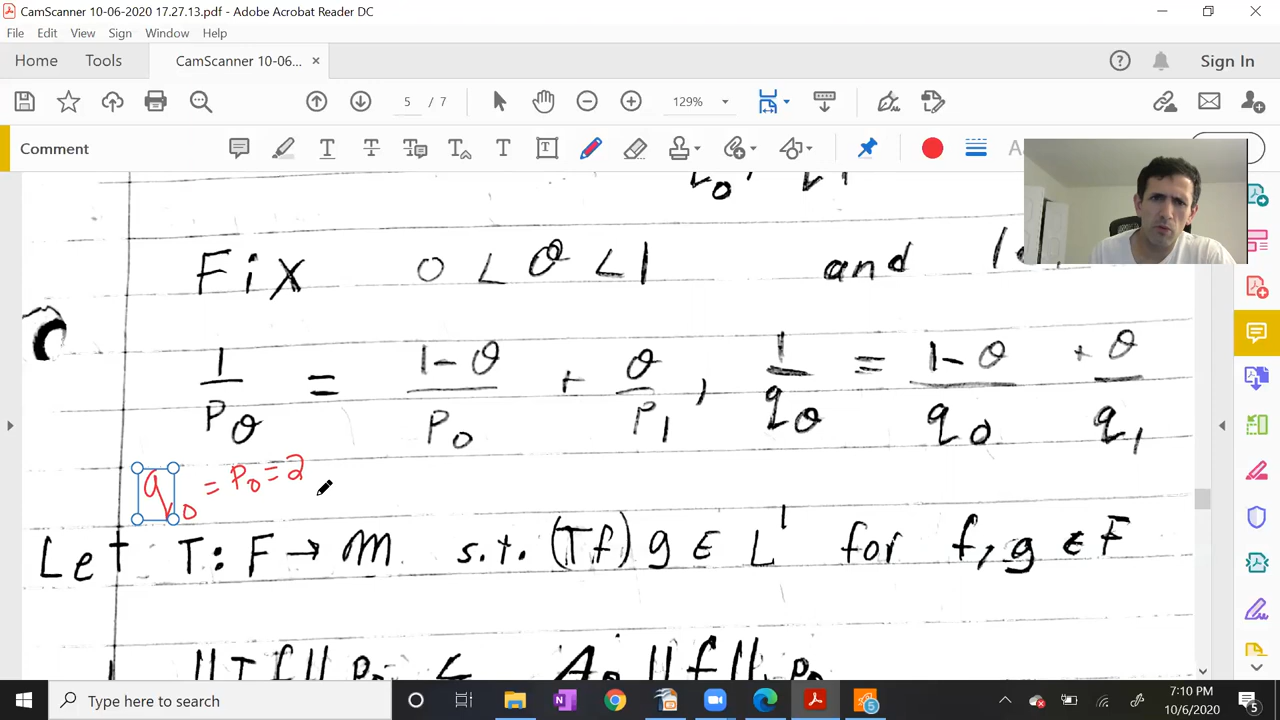 CamScanner 10-06-2020 17.27.13.pdf - Adobe Acrobat Reader DC
File Edit View Sign Window Help
Home Tools CamScanner 10-06... × Sign In
5 / 7 129%
Comment
Fix 0 < θ < 1 and
1/p_θ = (1-θ)/p_0 + θ/p_1, 1/q_θ = (1-θ)/q_0 + θ/q_1
q_0 = p_0 = 2
Let T: F → m s.t. (Tf) g ∈ L^1 for f, g ∈ F
Type here to search
7:10 PM
10/6/2020
5